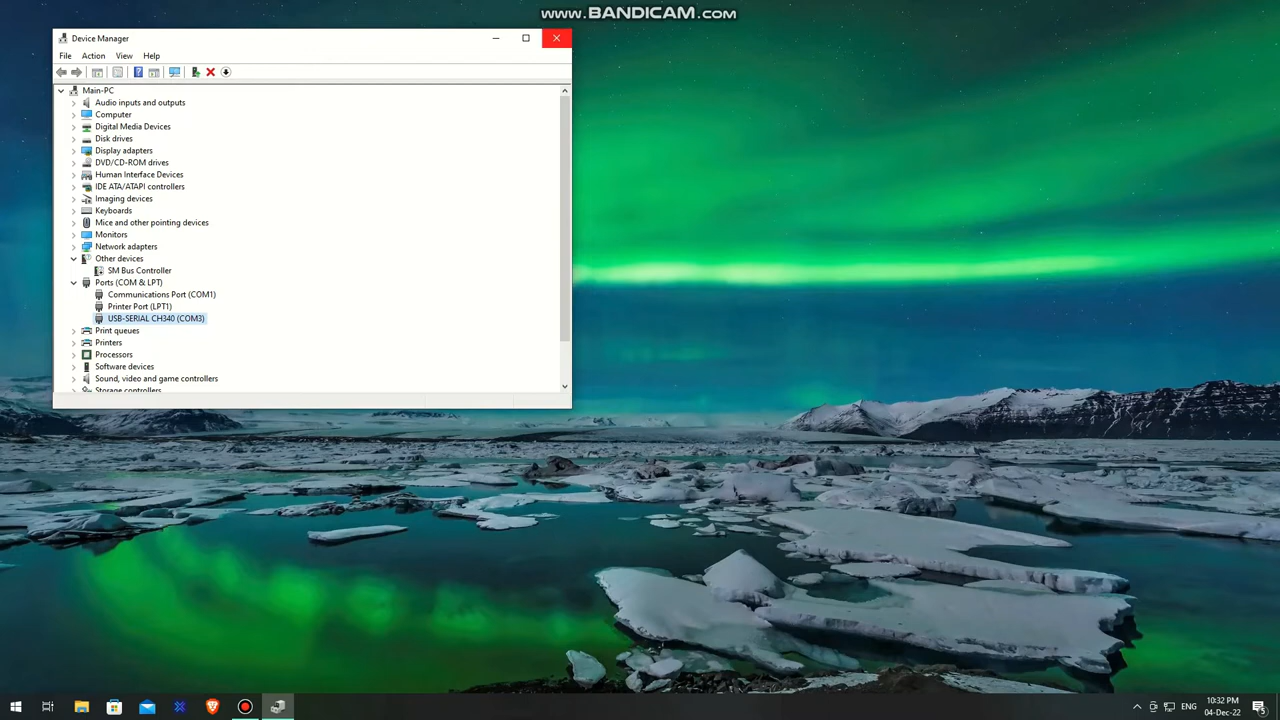 www.BANDICAM.com
Device Manager
File Action View Help
Main-PC
Audio inputs and outputs
Computer
Digital Media Devices
Disk drives
Display adapters
DVD/CD-ROM drives
Human Interface Devices
IDE ATA/ATAPI controllers
Imaging devices
Keyboards
Mice and other pointing devices
Monitors
Network adapters
Other devices
SM Bus Controller
Ports (COM & LPT)
Communications Port (COM1)
Printer Port (LPT1)
USB-SERIAL CH340 (COM3)
Print queues
Printers
Processors
Software devices
Sound, video and game controllers
Storage controllers
ENG
10:32 PM
04-Dec-22
5